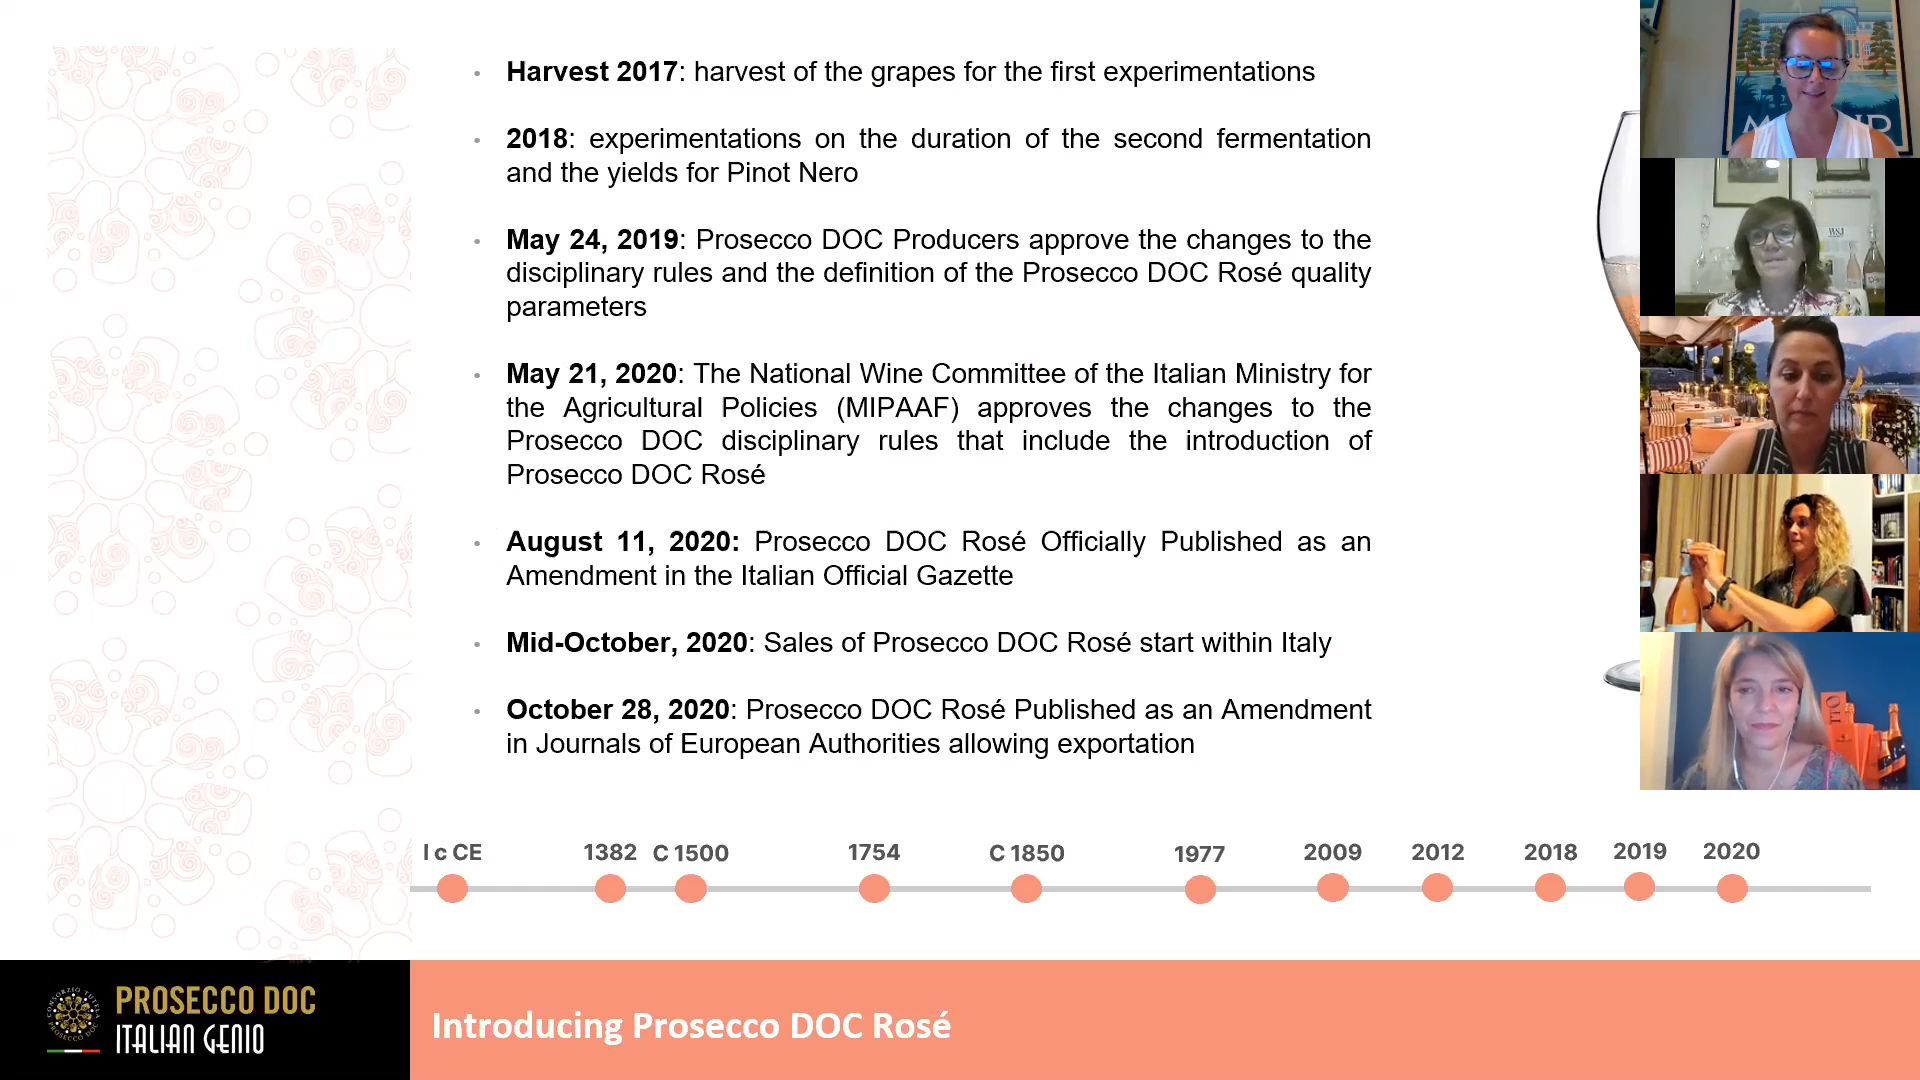 Harvest 2017: harvest of the grapes for the first experimentations
2018: experimentations on the duration of the second fermentation
and the yields for Pinot Nero
May 24, 2019: Prosecco DOC Producers approve the changes to the
disciplinary rules and the definition of the Prosecco DOC Rosé quality
parameters
May 21, 2020: The National Wine Committee of the Italian Ministry for
the Agricultural Policies (MIPAAF) approves the changes to the
Prosecco DOC disciplinary rules that include the introduction of
Prosecco DOC Rosé
August 11, 2020: Prosecco DOC Rosé Officially Published as an
Amendment in the Italian Official Gazette
Mid-October, 2020: Sales of Prosecco DOC Rosé start within Italy
October 28, 2020: Prosecco DOC Rosé Published as an Amendment
in Journals of European Authorities allowing exportation
I c CE 1382 C 1500 1754 C 1850 1977 2009 2012 2018 2019 2020
CONSORZIO TUTELA
PROSECCO DOC
PROSECCO DOC
ITALIAN GENIO
Introducing Prosecco DOC Rosé
WSJ